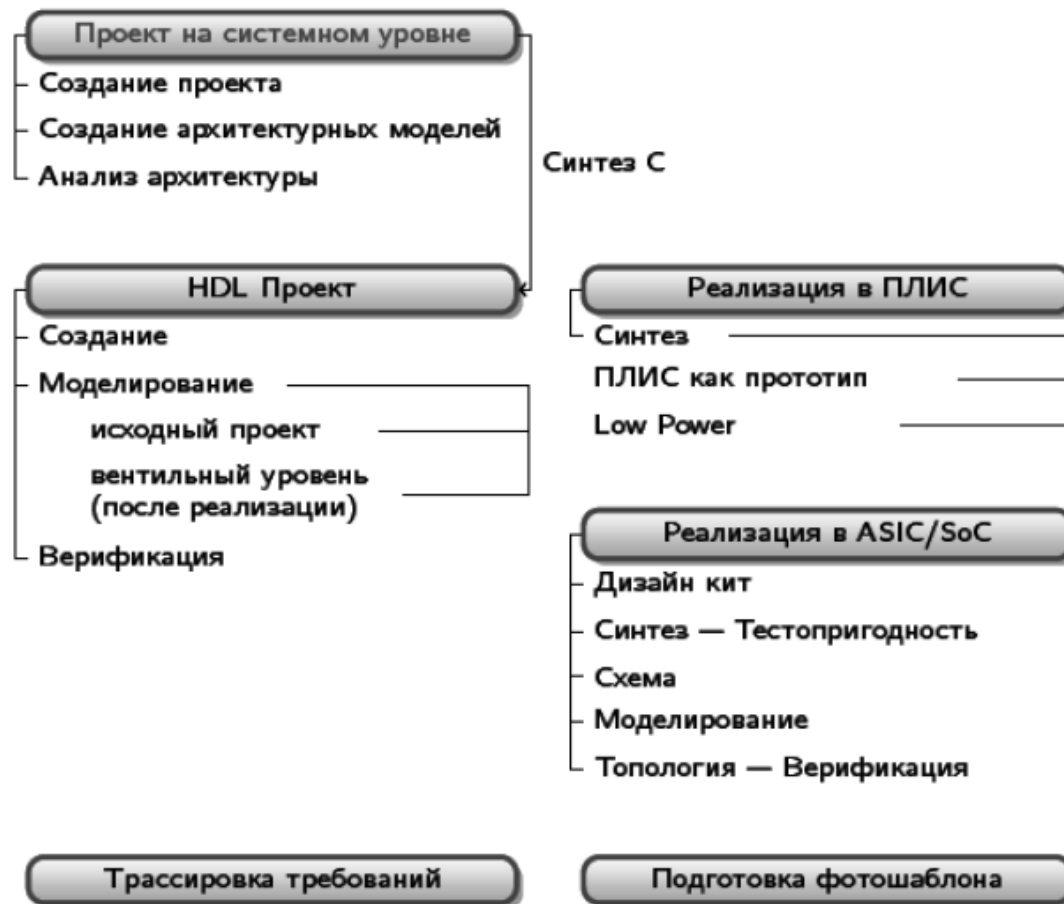 Проект на системном уровне
Создание проекта
Создание архитектурных моделей
Анализ архитектуры
Синтез С
HDL Проект
Создание
Моделирование
исходный проект
вентильный уровень
(после реализации)
Верификация
Реализация в ПЛИС
Синтез
ПЛИС как прототип
Low Power
Реализация в ASIC/SoC
Дизайн кит
Синтез — Тестопригодность
Схема
Моделирование
Топология — Верификация
Трассировка требований
Подготовка фотошаблона